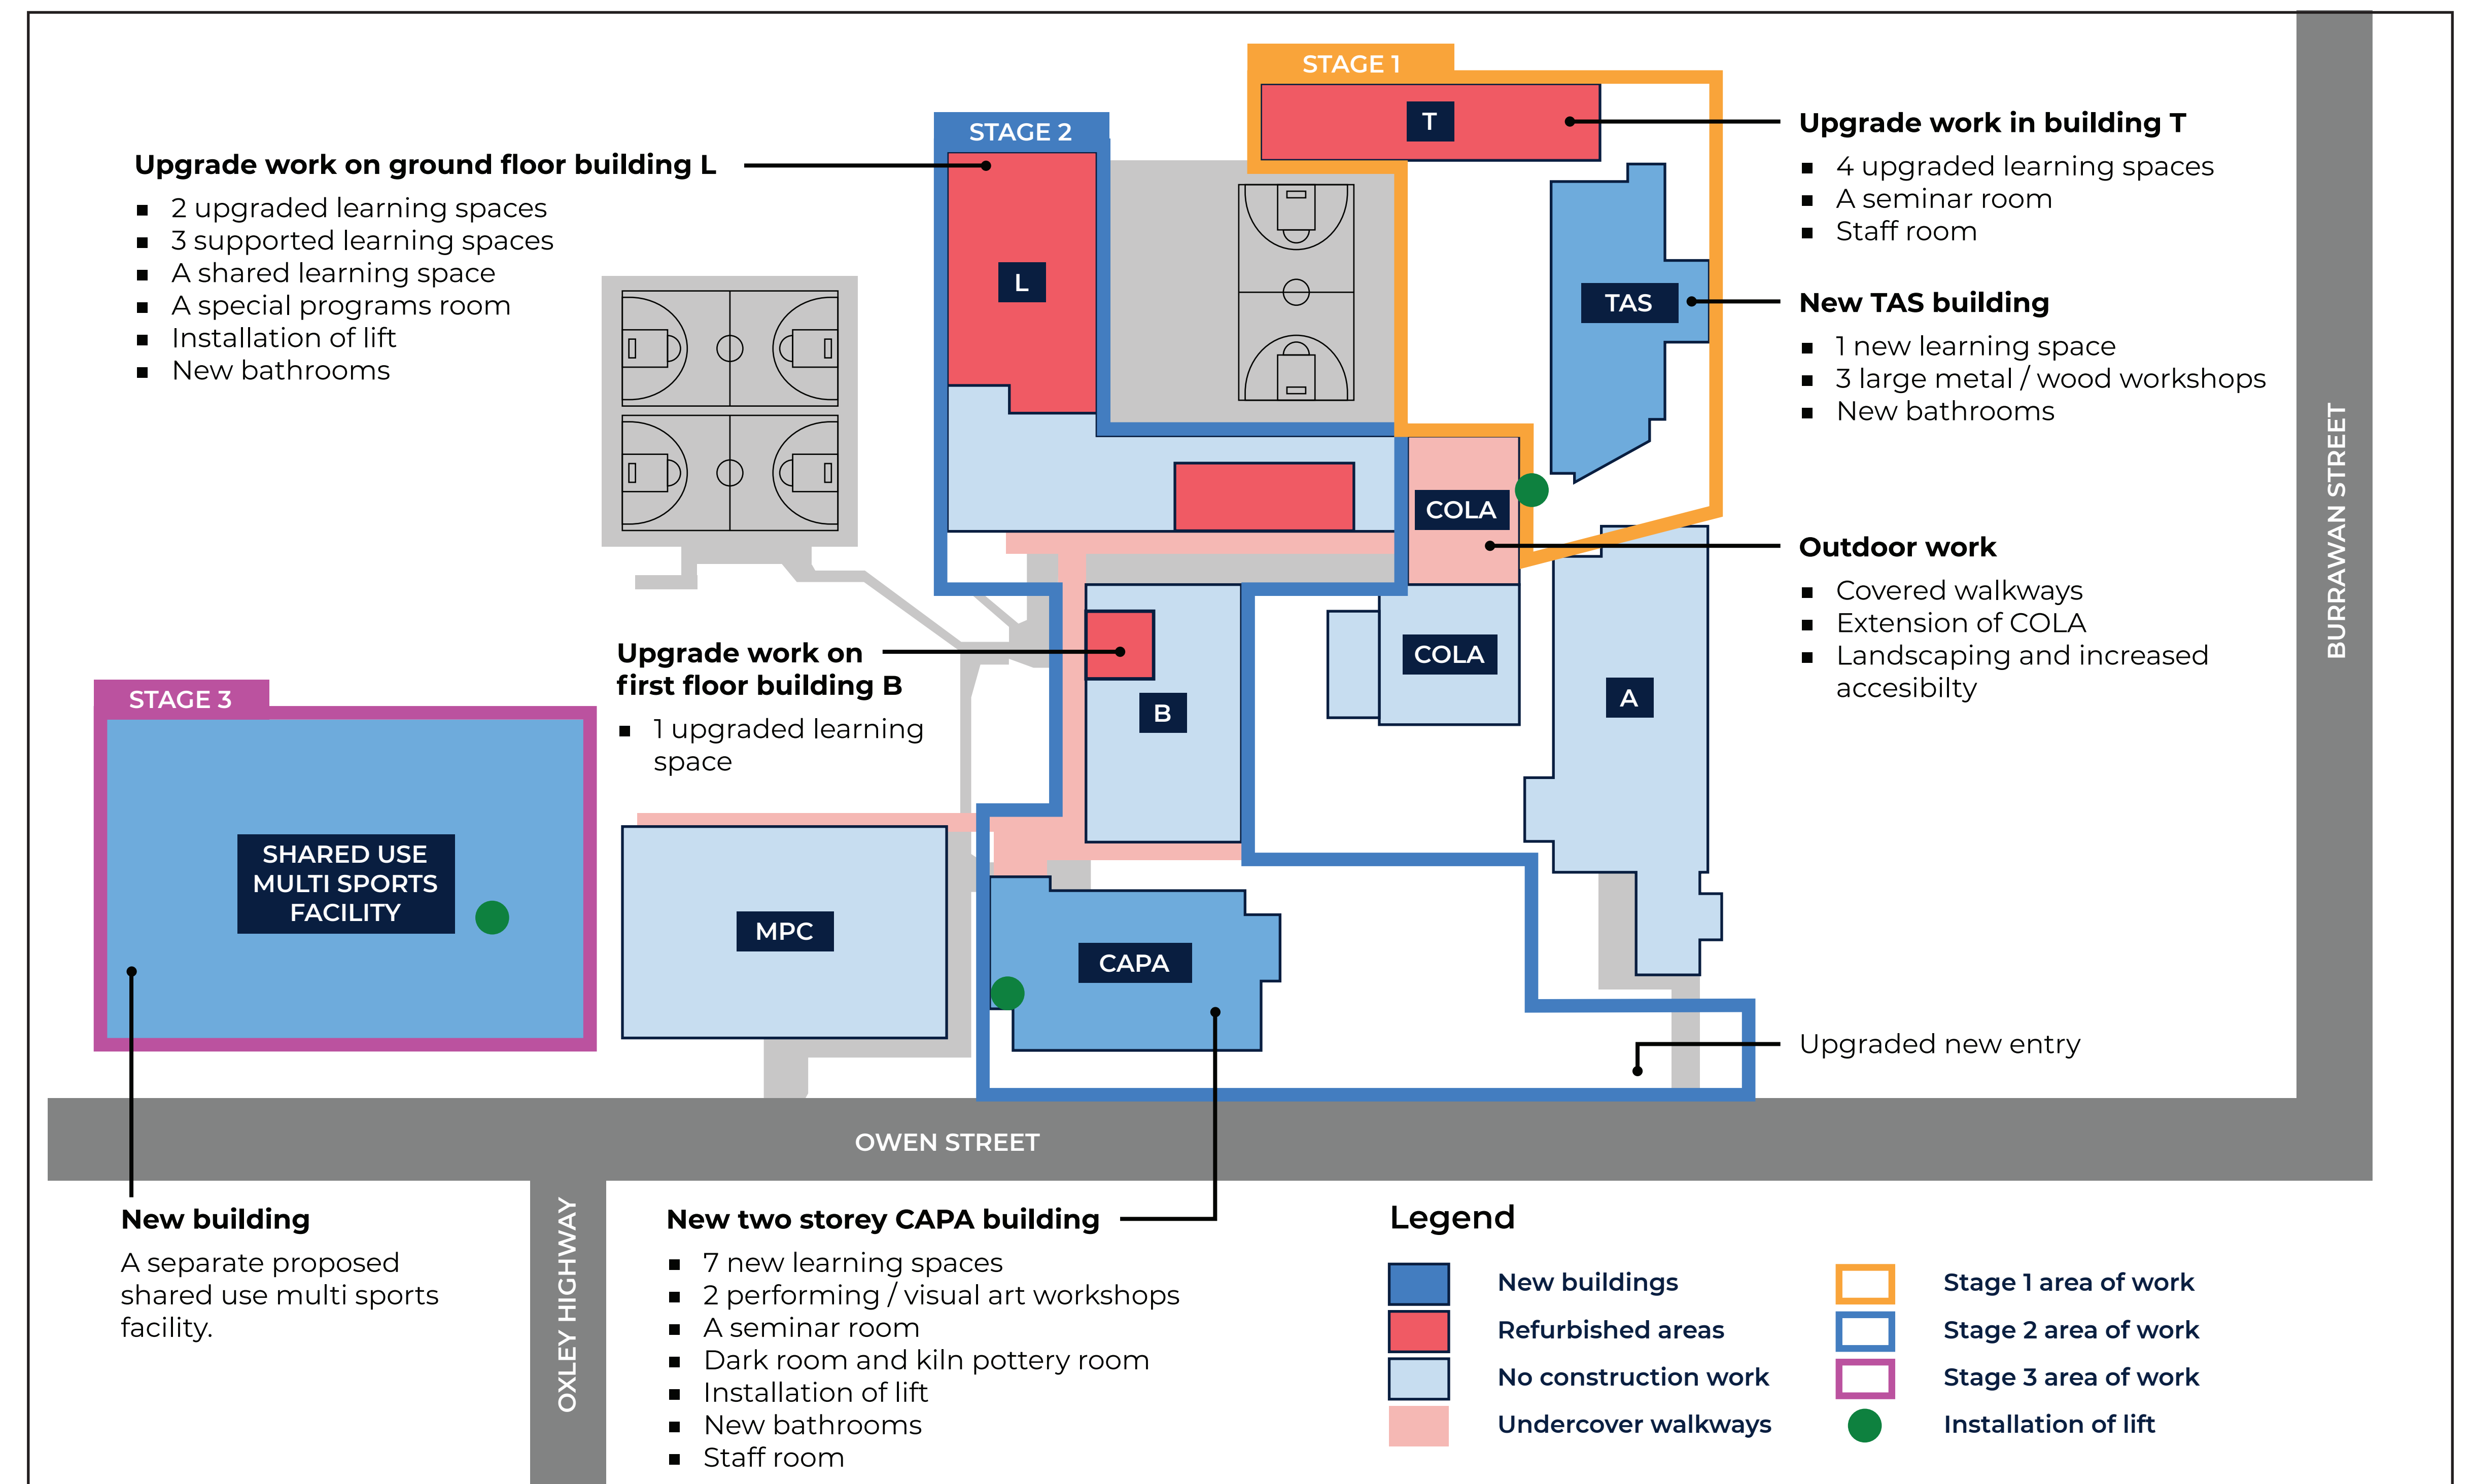 STAGE 1
T
Upgrade work in building T
4 upgraded learning spaces
A seminar room
Staff room
STAGE 2
Upgrade work on ground floor building L
2 upgraded learning spaces
3 supported learning spaces
A shared learning space
A special programs room
Installation of lift
New bathrooms
L
TAS
New TAS building
1 new learning space
3 large metal / wood workshops
New bathrooms
BURRAWAN STREET
COLA
Outdoor work
Covered walkways
Extension of COLA
Landscaping and increased
accesibilty
COLA
Upgrade work on
first floor building B
1 upgraded learning
space
B
A
STAGE 3
SHARED USE
MULTI SPORTS
FACILITY
MPC
CAPA
Upgraded new entry
OWEN STREET
OXLEY HIGHWAY
New building
A separate proposed
shared use multi sports
facility.
New two storey CAPA building
7 new learning spaces
2 performing / visual art workshops
A seminar room
Dark room and kiln pottery room
Installation of lift
New bathrooms
Staff room
Legend
New buildings
Refurbished areas
No construction work
Undercover walkways
Stage 1 area of work
Stage 2 area of work
Stage 3 area of work
Installation of lift